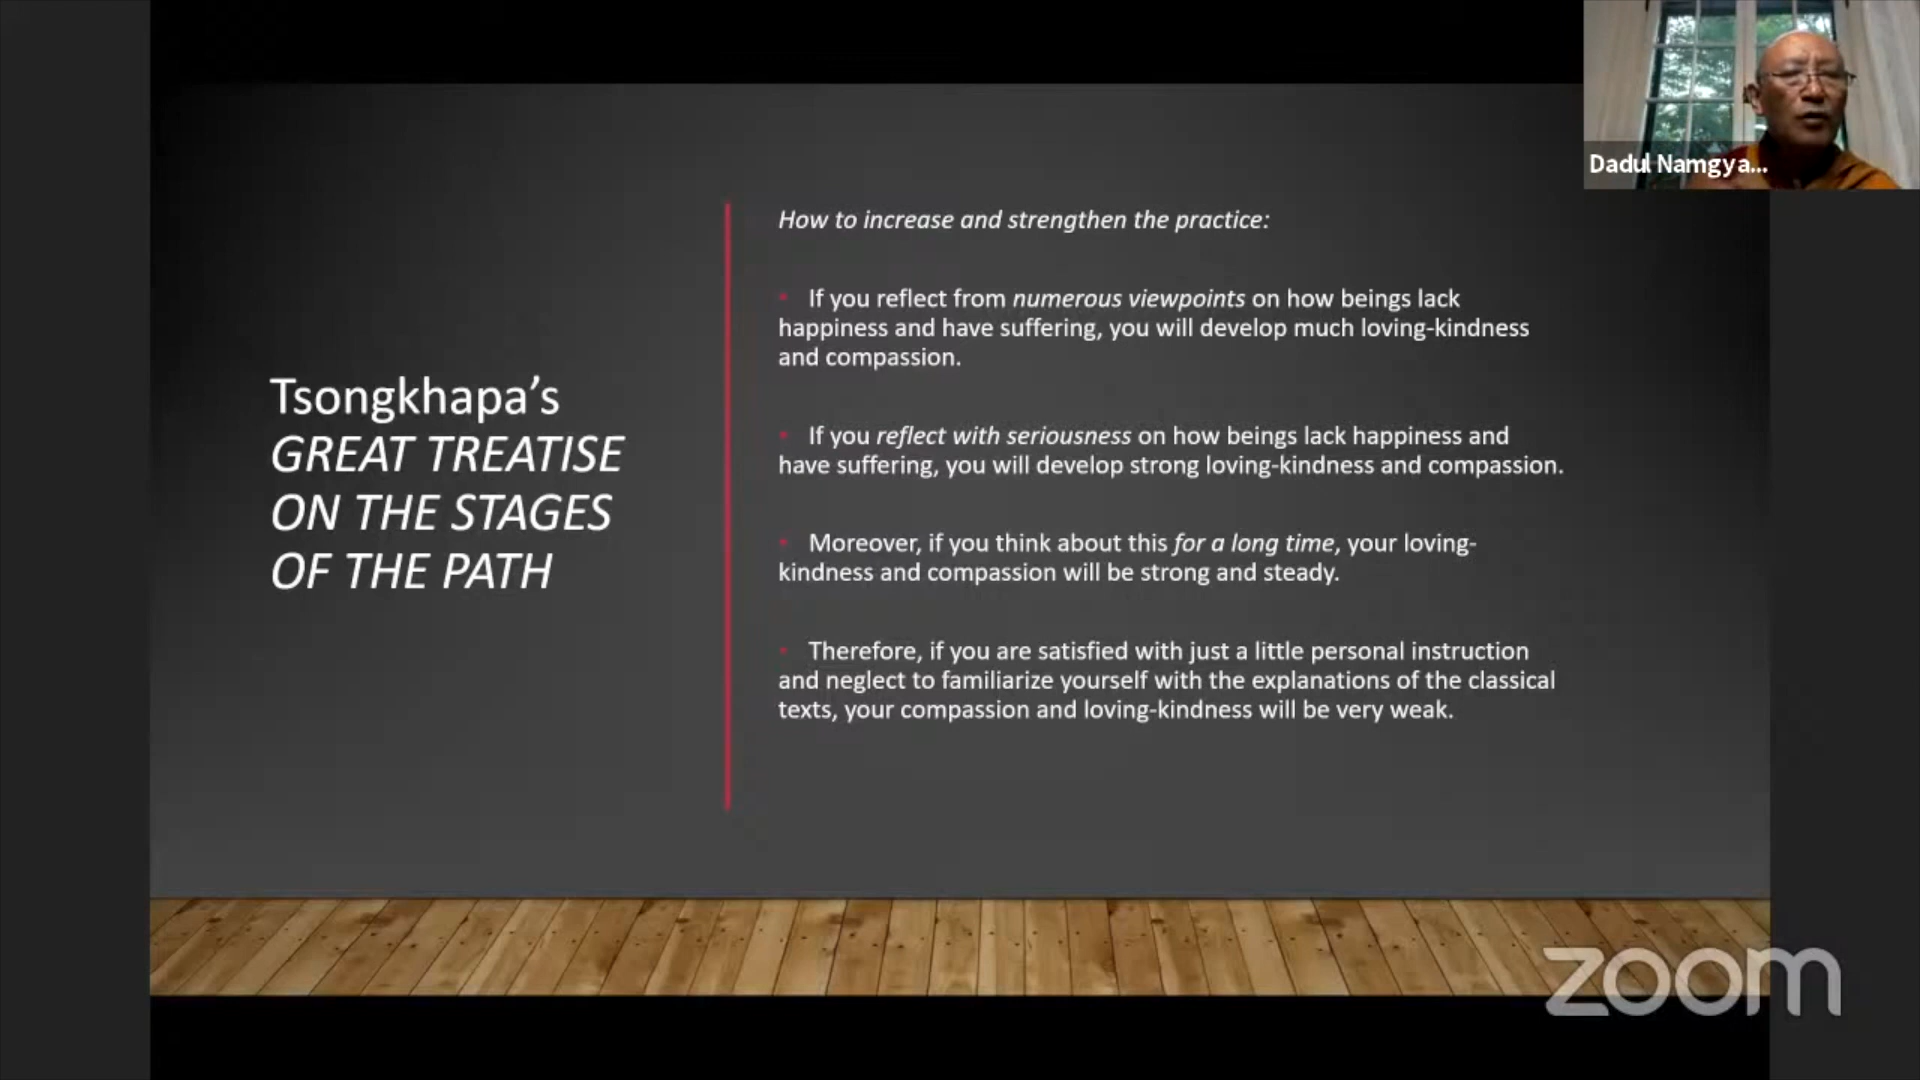 Dadul Namgya...
Tsongkhapa’s
GREAT TREATISE
ON THE STAGES
OF THE PATH
How to increase and strengthen the practice:
• If you reflect from numerous viewpoints on how beings lack
happiness and have suffering, you will develop much loving-kindness
and compassion.
• If you reflect with seriousness on how beings lack happiness and
have suffering, you will develop strong loving-kindness and compassion.
• Moreover, if you think about this for a long time, your loving-
kindness and compassion will be strong and steady.
• Therefore, if you are satisfied with just a little personal instruction
and neglect to familiarize yourself with the explanations of the classical
texts, your compassion and loving-kindness will be very weak.
zoom